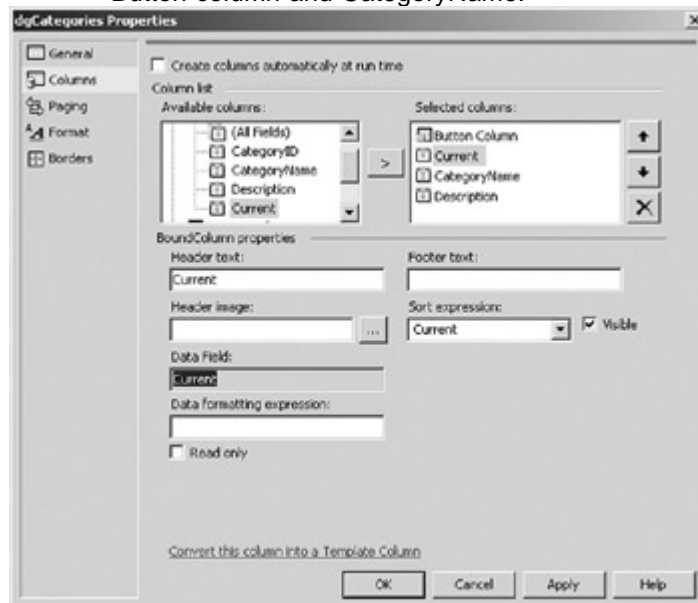 Button column and CategoryName.
dgCategories Properties
General
Columns
Paging
Format
Borders
Create columns automatically at run time
Column list
Available columns:
(All Fields)
CategoryID
CategoryName
Description
Current
>
Selected columns:
Button Column
Current
CategoryName
Description
BoundColumn properties
Header text:
Current
Footer text:
Header image:
...
Sort expression:
Current
Visible
Data Field:
Current
Data formatting expression:
Read only
Convert this column into a Template Column
OK
Cancel
Apply
Help